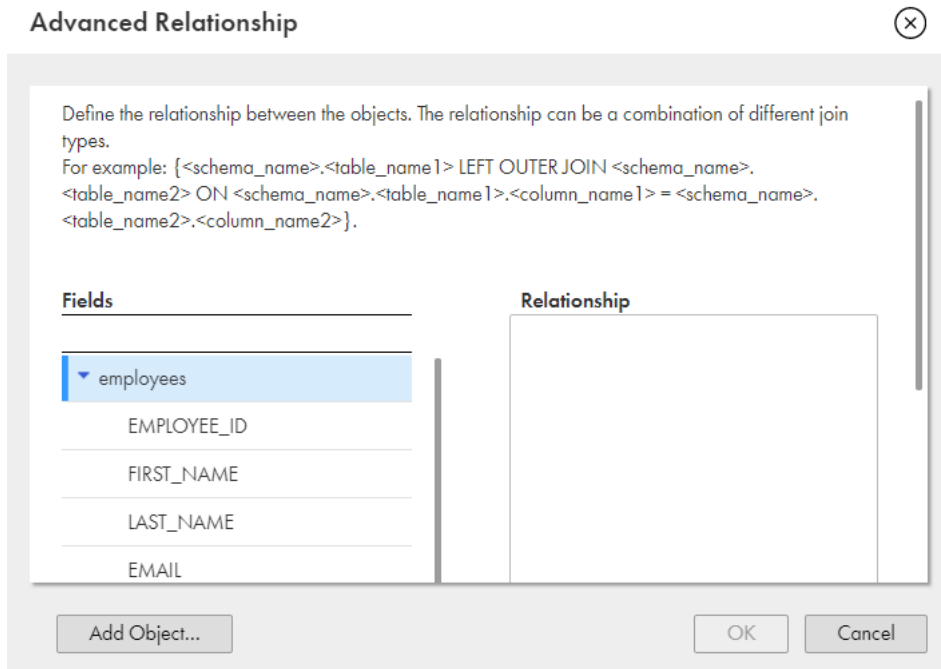 Advanced Relationship
Define the relationship between the objects. The relationship can be a combination of different join
types.
For example: {<schema_name>.<table_name1> LEFT OUTER JOIN <schema_name>.
<table_name2> ON <schema_name>.<table_name1>.<column_name1> = <schema_name>.
<table_name2>.<column_name2>}.
Fields
Relationship
employees
EMPLOYEE_ID
FIRST_NAME
LAST_NAME
EMAIL
Add Object...
OK
Cancel